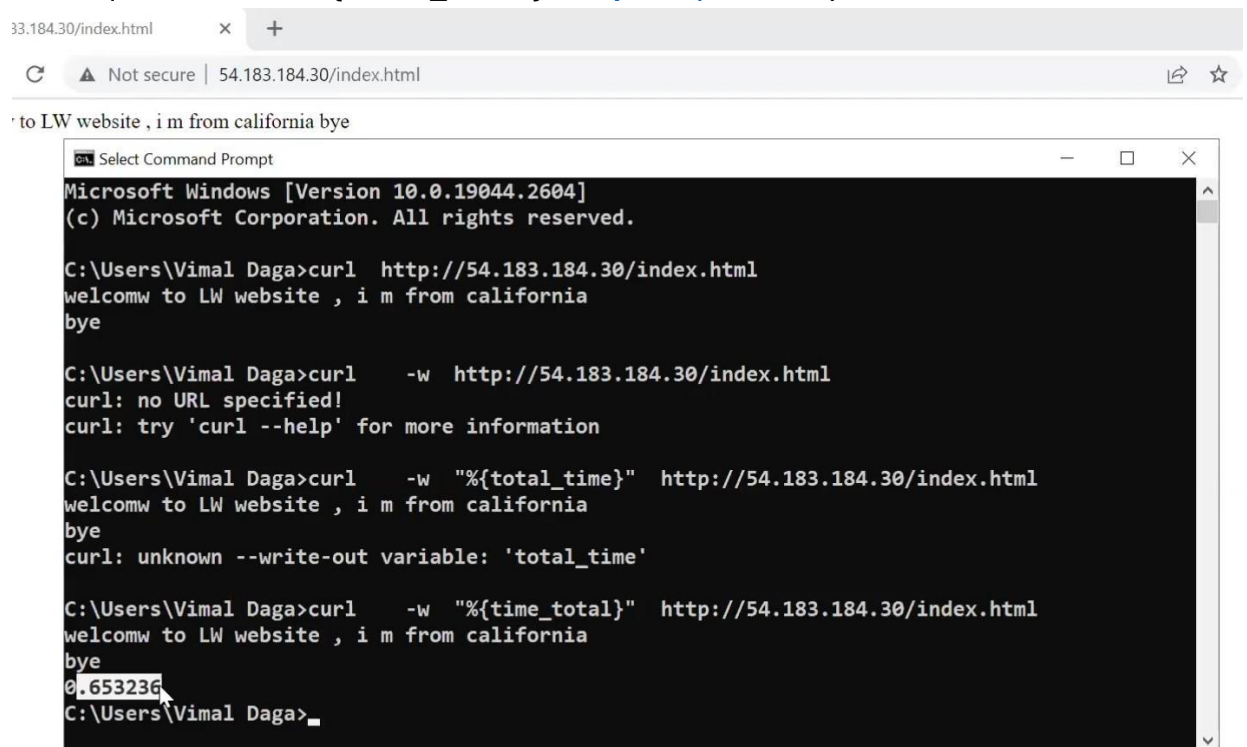 33.184.30/index.html
Not secure | 54.183.184.30/index.html
to LW website , i m from california bye
Select Command Prompt
Microsoft Windows [Version 10.0.19044.2604]
(c) Microsoft Corporation. All rights reserved.
C:\Users\Vimal Daga>curl  http://54.183.184.30/index.html
welcomw to LW website , i m from california
bye
C:\Users\Vimal Daga>curl    -w  http://54.183.184.30/index.html
curl: no URL specified!
curl: try 'curl --help' for more information
C:\Users\Vimal Daga>curl    -w  "%{total_time}"  http://54.183.184.30/index.html
welcomw to LW website , i m from california
bye
curl: unknown --write-out variable: 'total_time'
C:\Users\Vimal Daga>curl    -w  "%{time_total}"  http://54.183.184.30/index.html
welcomw to LW website , i m from california
bye
0.653236
C:\Users\Vimal Daga>